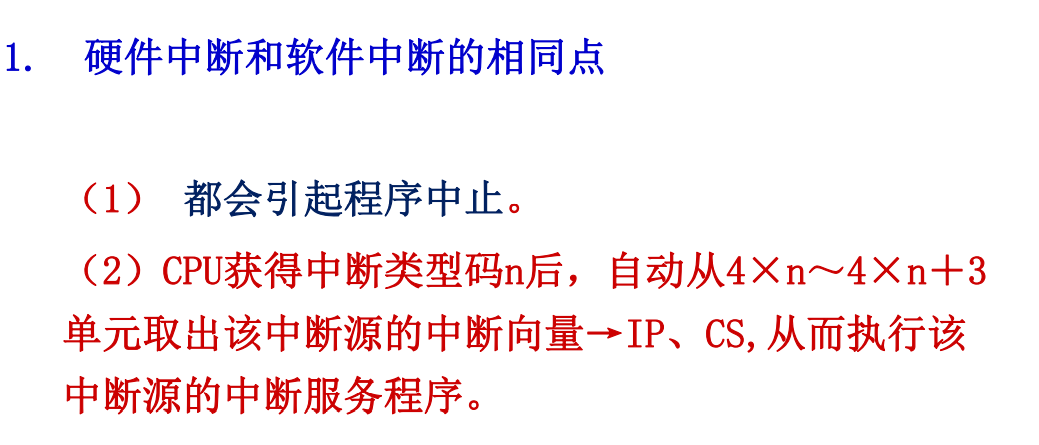 1. 硬件中断和软件中断的相同点
（1） 都会引起程序中止。
（2）CPU获得中断类型码n后，自动从4×n～4×n＋3
单元取出该中断源的中断向量→IP、CS,从而执行该
中断源的中断服务程序。